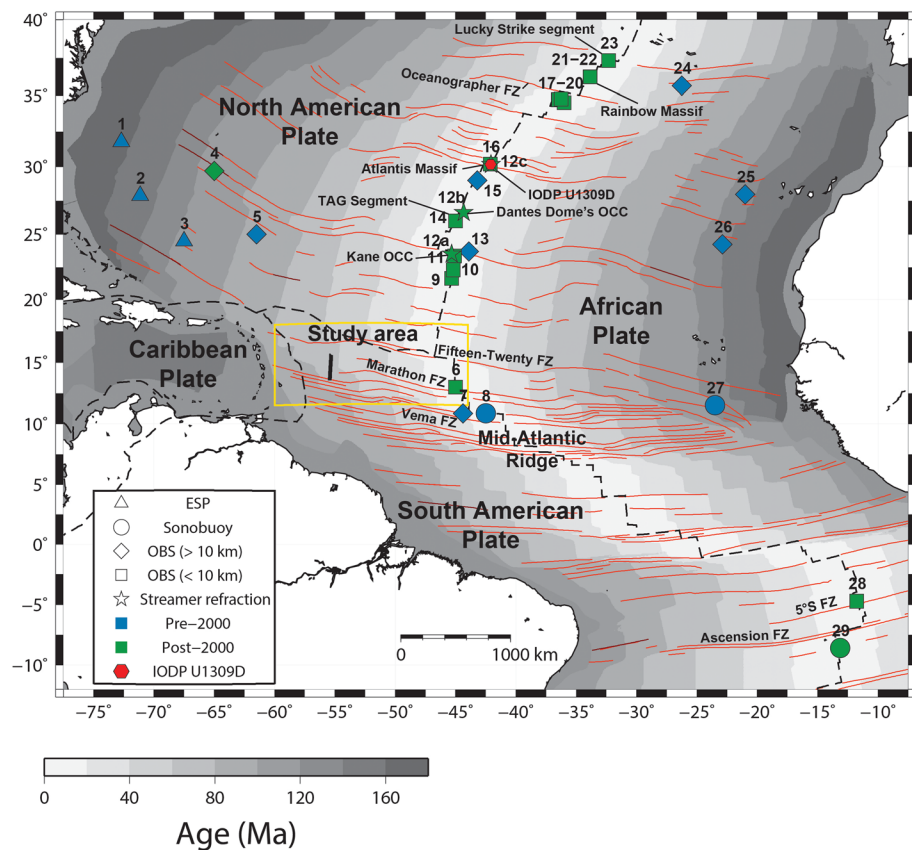 40°
35°
30°
25°
20°
15°
10°
5°
0°
−5°
−10°
−75°
−70°
−65°
−60°
−55°
−50°
−45°
−40°
−35°
−30°
−25°
−20°
−15°
−10°
Lucky Strike segment
23
21−22
24
Oceanographer FZ
17−20
Rainbow Massif
North American
Plate
1
4
16
12c
Atlantis Massif
IODP U1309D
2
15
25
12b
TAG Segment
Dantes Dome's OCC
14
3
5
26
12a
13
Kane OCC
11
10
9
African
Plate
Study area
Caribbean
Plate
Fifteen-Twenty FZ
Marathon FZ
6
7
8
27
Vema FZ
Mid-Atlantic
Ridge
South American
Plate
ESP
Sonobuoy
OBS (> 10 km)
OBS (< 10 km)
Streamer refraction
Pre−2000
Post−2000
IODP U1309D
28
5°S FZ
29
Ascension FZ
0
1000 km
0
40
80
120
160
Age (Ma)